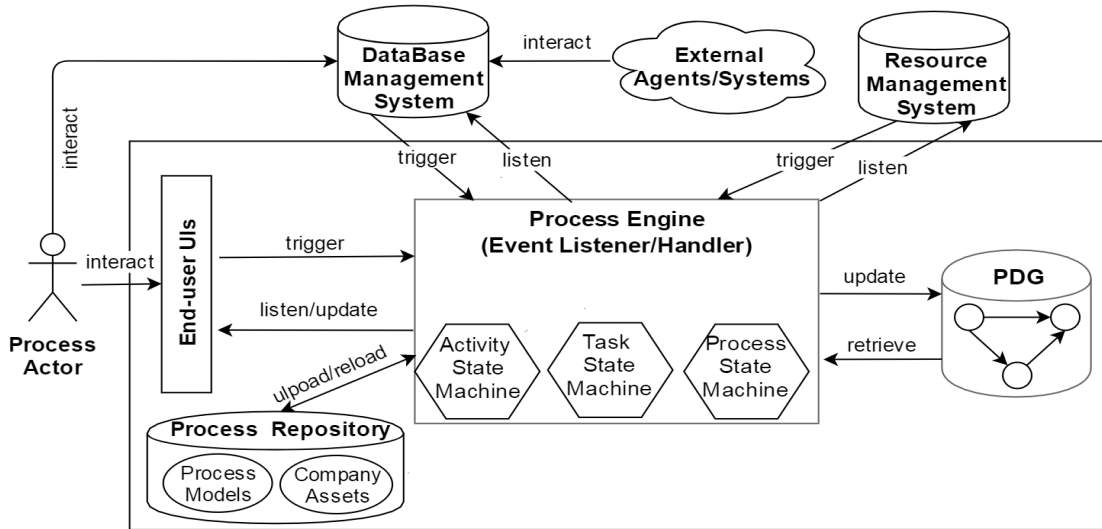 DataBase
Management
System
interact
External
Agents/Systems
Resource
Management
System
interact
trigger
listen
trigger
listen
Process Engine
(Event Listener/Handler)
End-user UIs
trigger
interact
listen/update
Process
Actor
update
PDG
retrieve
Activity
State
Machine
Task
State
Machine
Process
State
Machine
ulpoad/reload
Process Repository
Process
Models
Company
Assets